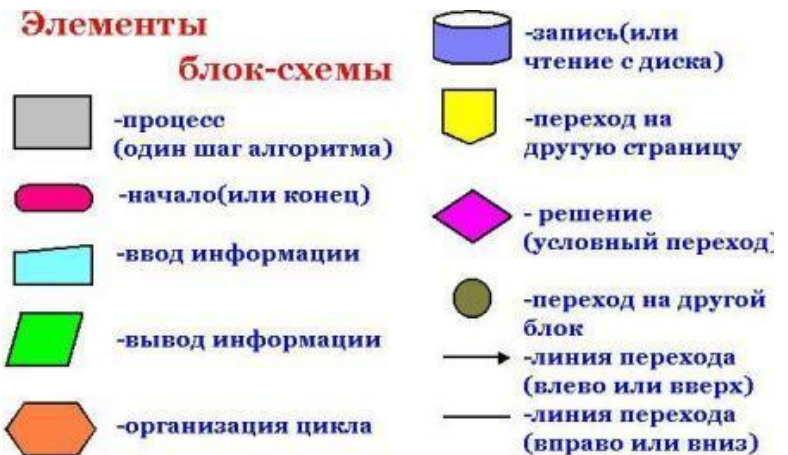 Элементы
блок-схемы
-процесс
(один шаг алгоритма)
-начало(или конец)
-ввод информации
-вывод информации
-организация цикла
-запись(или
чтение с диска)
-переход на
другую страницу
- решение
(условный переход)
-переход на другой
блок
-линия перехода
(влево или вверх)
-линия перехода
(вправо или вниз)